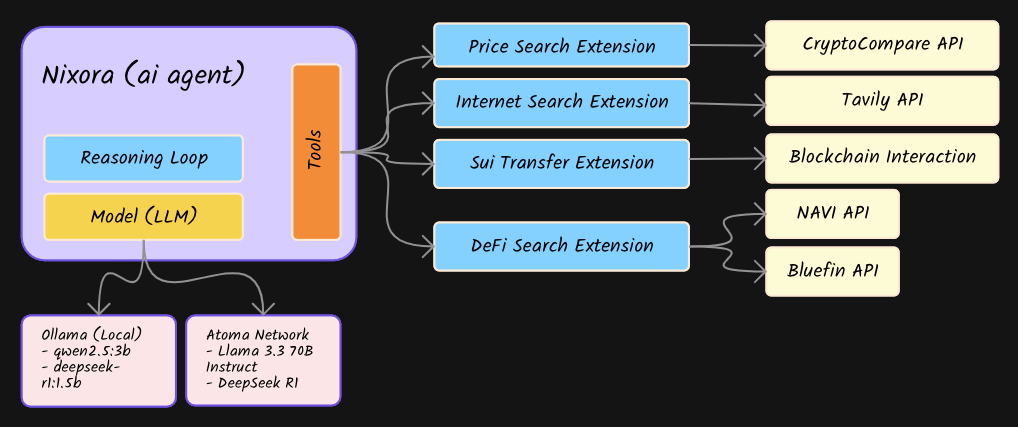 Nixora (ai agent)
Reasoning Loop
Model (LLM)
Tools
Price Search Extension
Internet Search Extension
Sui Transfer Extension
DeFi Search Extension
CryptoCompare API
Tavily API
Blockchain Interaction
NAVI API
Bluefin API
Ollama (Local)
- qwen2.5:3b
- deepseek-
r1:1.5b
Atoma Network
- Llama 3.3 70B
Instruct
- DeepSeek R1